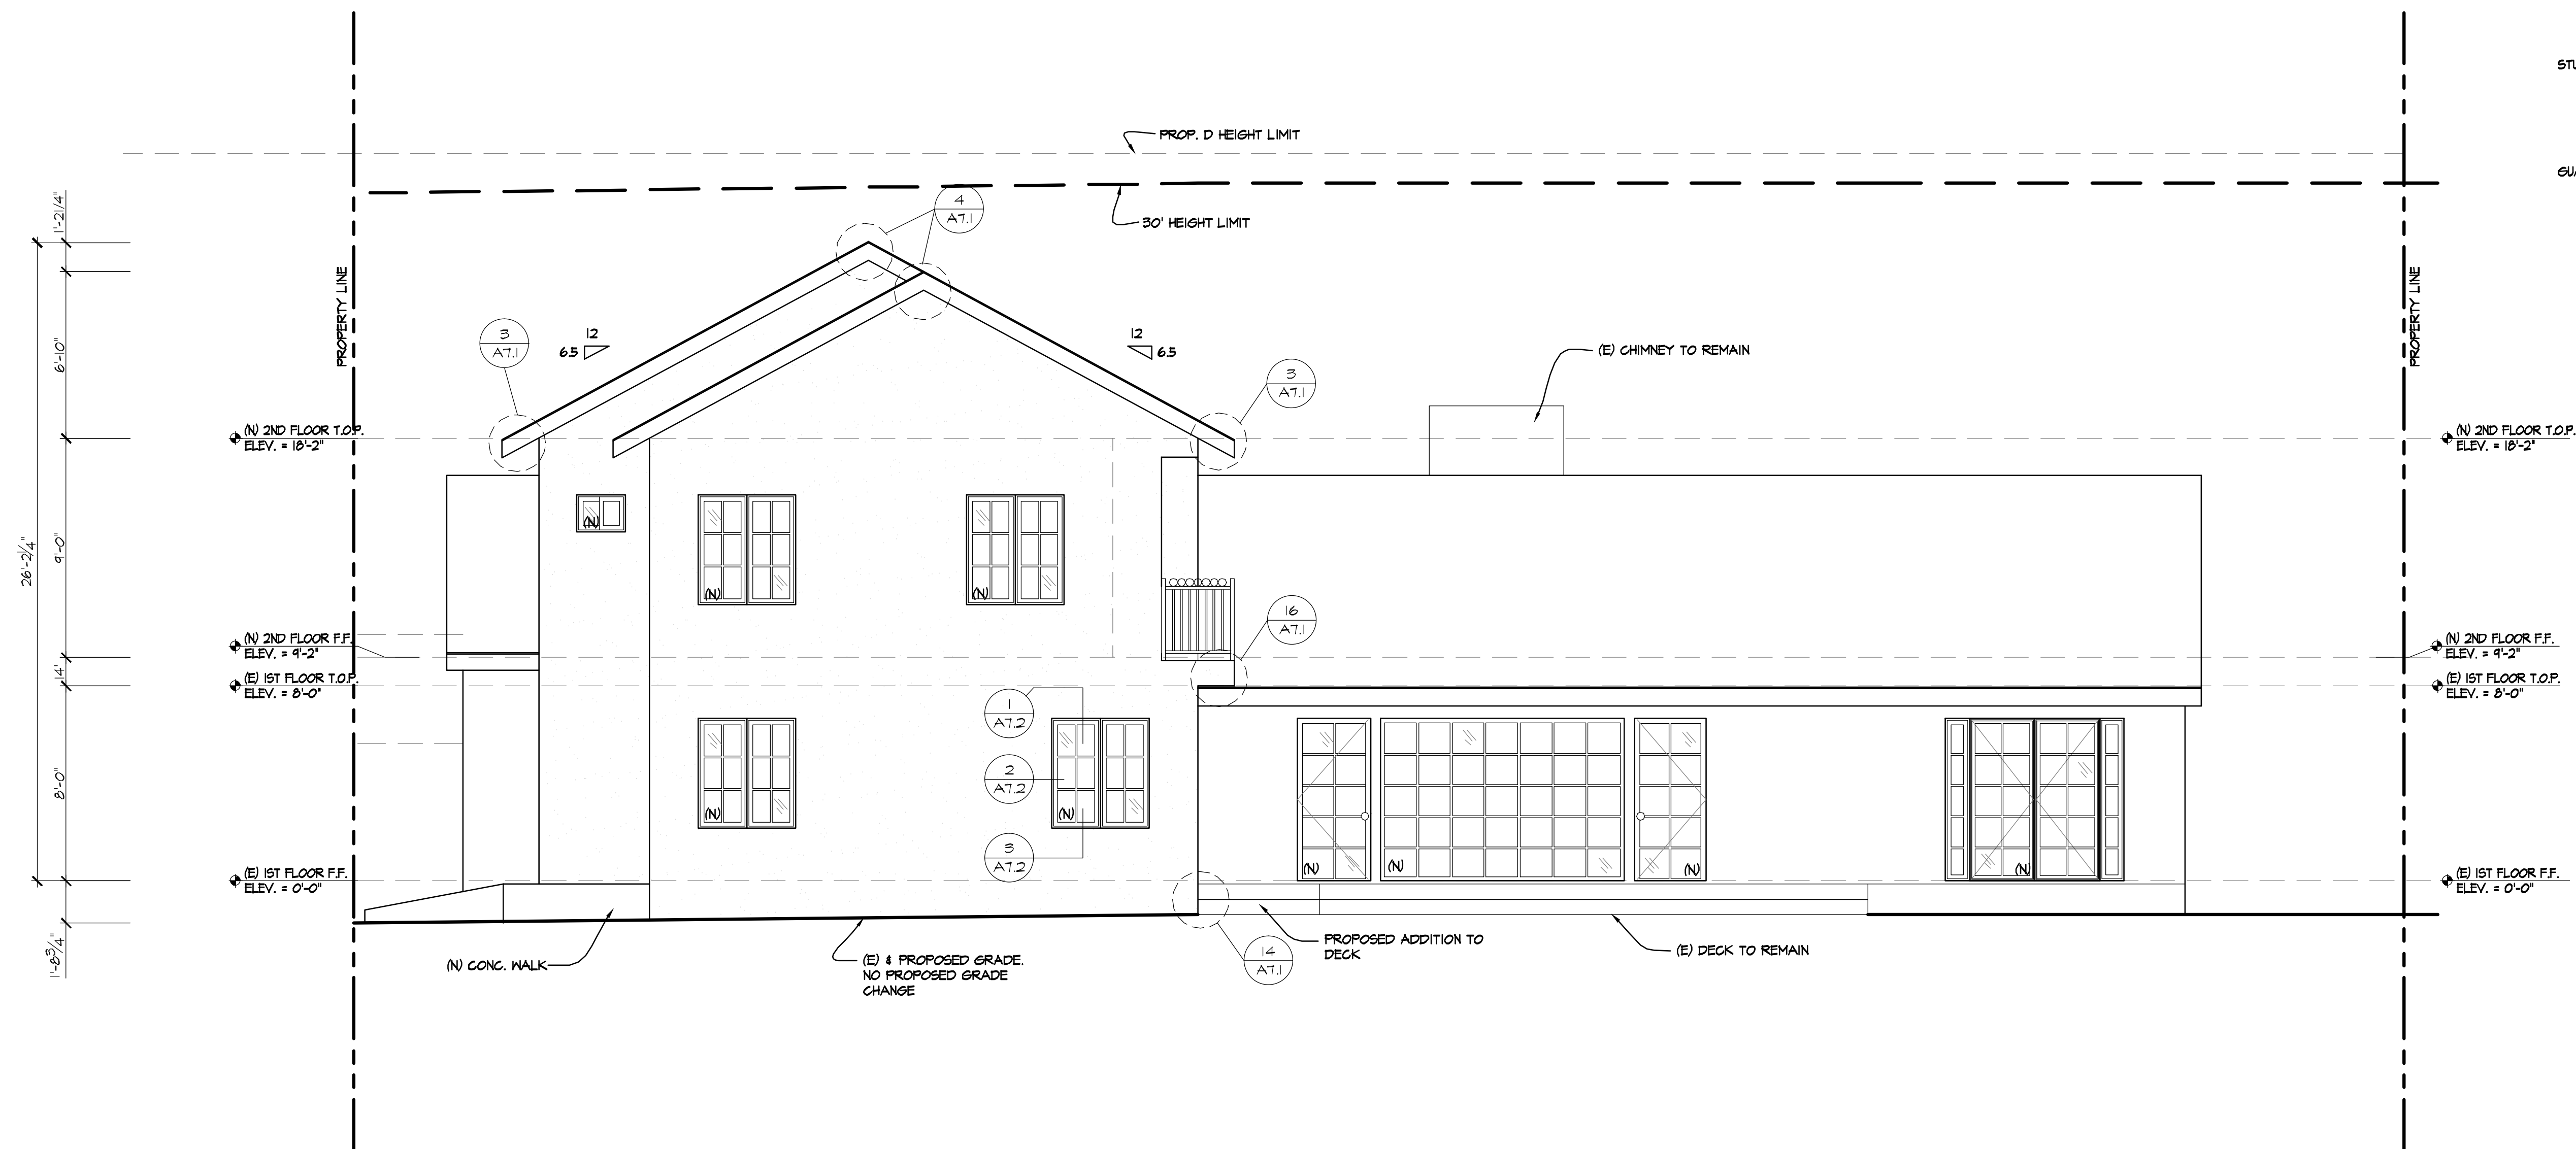 STU
PROP. D HEIGHT LIMIT
GUA
1'-2 1/4"
4
A7.1
30' HEIGHT LIMIT
PROPERTY LINE
PROPERTY LINE
12
6.5
12
6.5
3
A7.1
6'-10"
(E) CHIMNEY TO REMAIN
3
A7.1
(N) 2ND FLOOR T.O.P.
ELEV. = 18'-2"
(N) 2ND FLOOR T.O.P.
ELEV. = 18'-2"
26'-2 1/4"
9'-0"
(N)
(N)
(N)
16
A7.1
(N) 2ND FLOOR F.F.
ELEV. = 9'-2"
(N) 2ND FLOOR F.F.
ELEV. = 9'-2"
14'
(E) 1ST FLOOR T.O.P.
ELEV. = 8'-0"
(E) 1ST FLOOR T.O.P.
ELEV. = 8'-0"
1
A7.2
2
A7.2
8'-0"
(N)
(N)
3
A7.2
(N)
(N)
(N)
(N)
(E) 1ST FLOOR F.F.
ELEV. = 0'-0"
(E) 1ST FLOOR F.F.
ELEV. = 0'-0"
1'-8 3/4"
(N) CONC. WALK
(E) & PROPOSED GRADE.
NO PROPOSED GRADE
CHANGE
14
A7.1
PROPOSED ADDITION TO
DECK
(E) DECK TO REMAIN